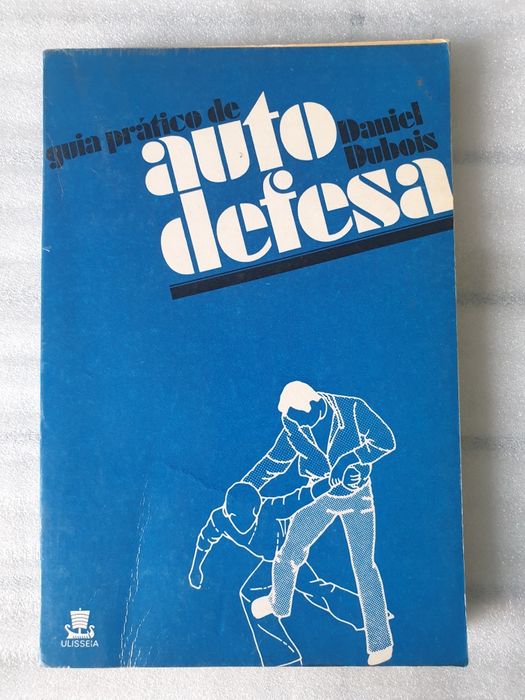 guia prático de
auto
defesa
Daniel
Dubois
ULISSEIA